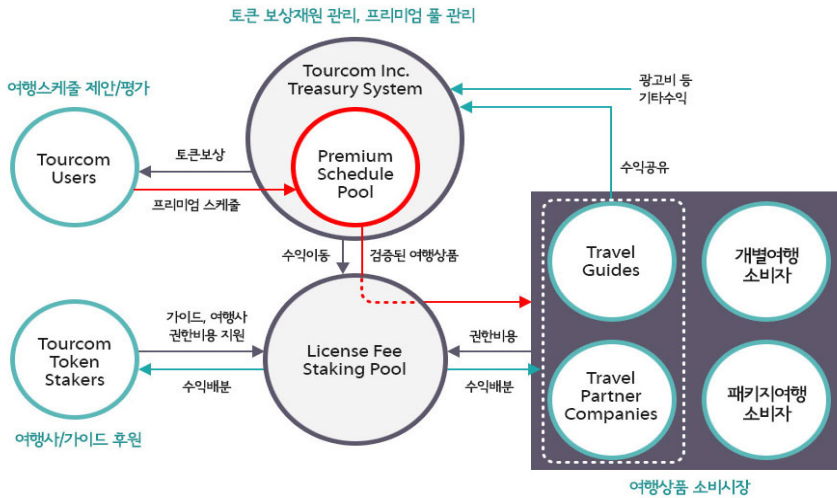 토큰 보상재원 관리, 프리미엄 풀 관리
Tourcom Inc.
Treasury System
광고비 등
기타수익
여행스케줄 제안/평가
Tourcom
Users
토큰보상
프리미엄 스케줄
Premium
Schedule
Pool
수익공유
수익이동
검증된 여행상품
Travel
Guides
개별여행
소비자
가이드, 여행사
권한비용 지원
Tourcom
Token
Stakers
수익배분
License Fee
Staking Pool
권한비용
수익배분
Travel
Partner
Companies
패키지여행
소비자
여행사/가이드 후원
여행상품 소비시장